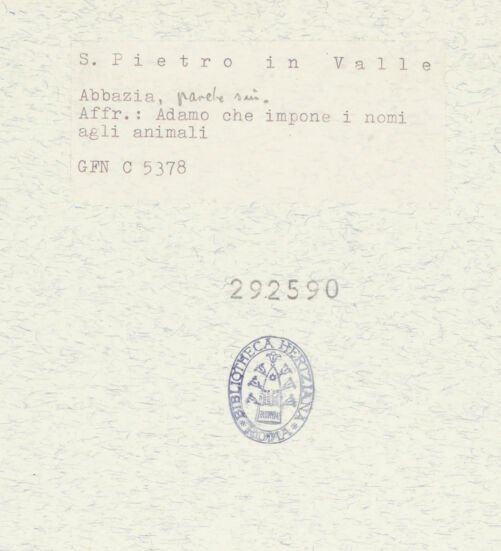 S. Pietro in Valle
Abbazia, parete sin.
Affr.: Adamo che impone i nomi
agli animali
GFN C 5378
292590
BIBLIOTHECA HERTZIANA
ROMA